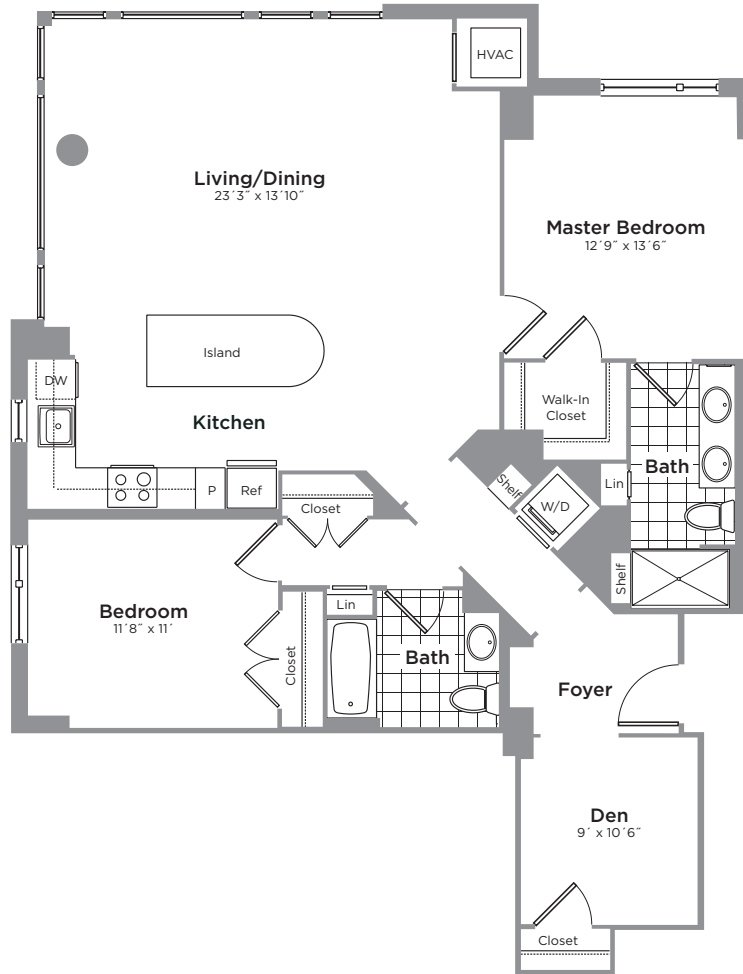 HVAC
Living/Dining
23´3˝ x 13´10˝
Master Bedroom
12´9˝ x 13´6˝
Island
DW
Kitchen
Walk-In
Closet
Bath
P
Ref
Closet
Shelf
W/D
Lin
Shelf
Bedroom
11´8˝ x 11´
Lin
Closet
Bath
Foyer
Den
9´ x 10´6˝
Closet